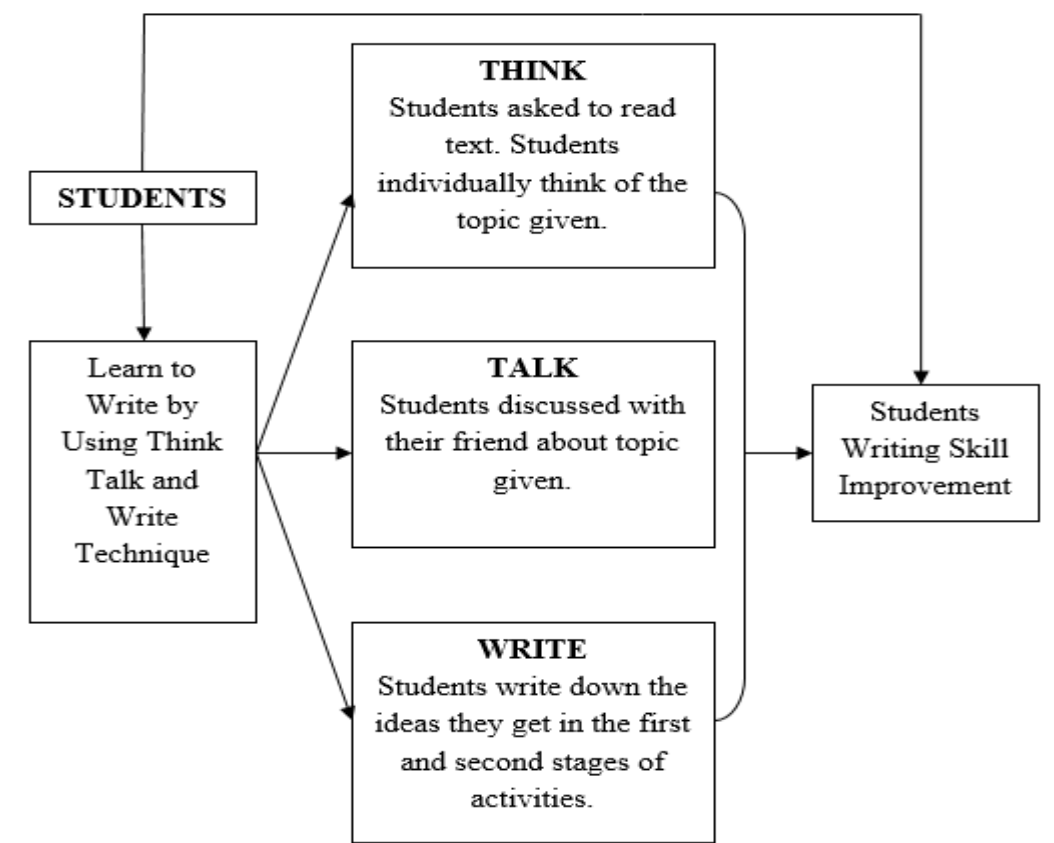 THINK
Students asked to read
text. Students
individually think of the
topic given.
STUDENTS
Learn to
Write by
Using Think
Talk and
Write
Technique
TALK
Students discussed with
their friend about topic
given.
Students
Writing Skill
Improvement
WRITE
Students write down the
ideas they get in the first
and second stages of
activities.